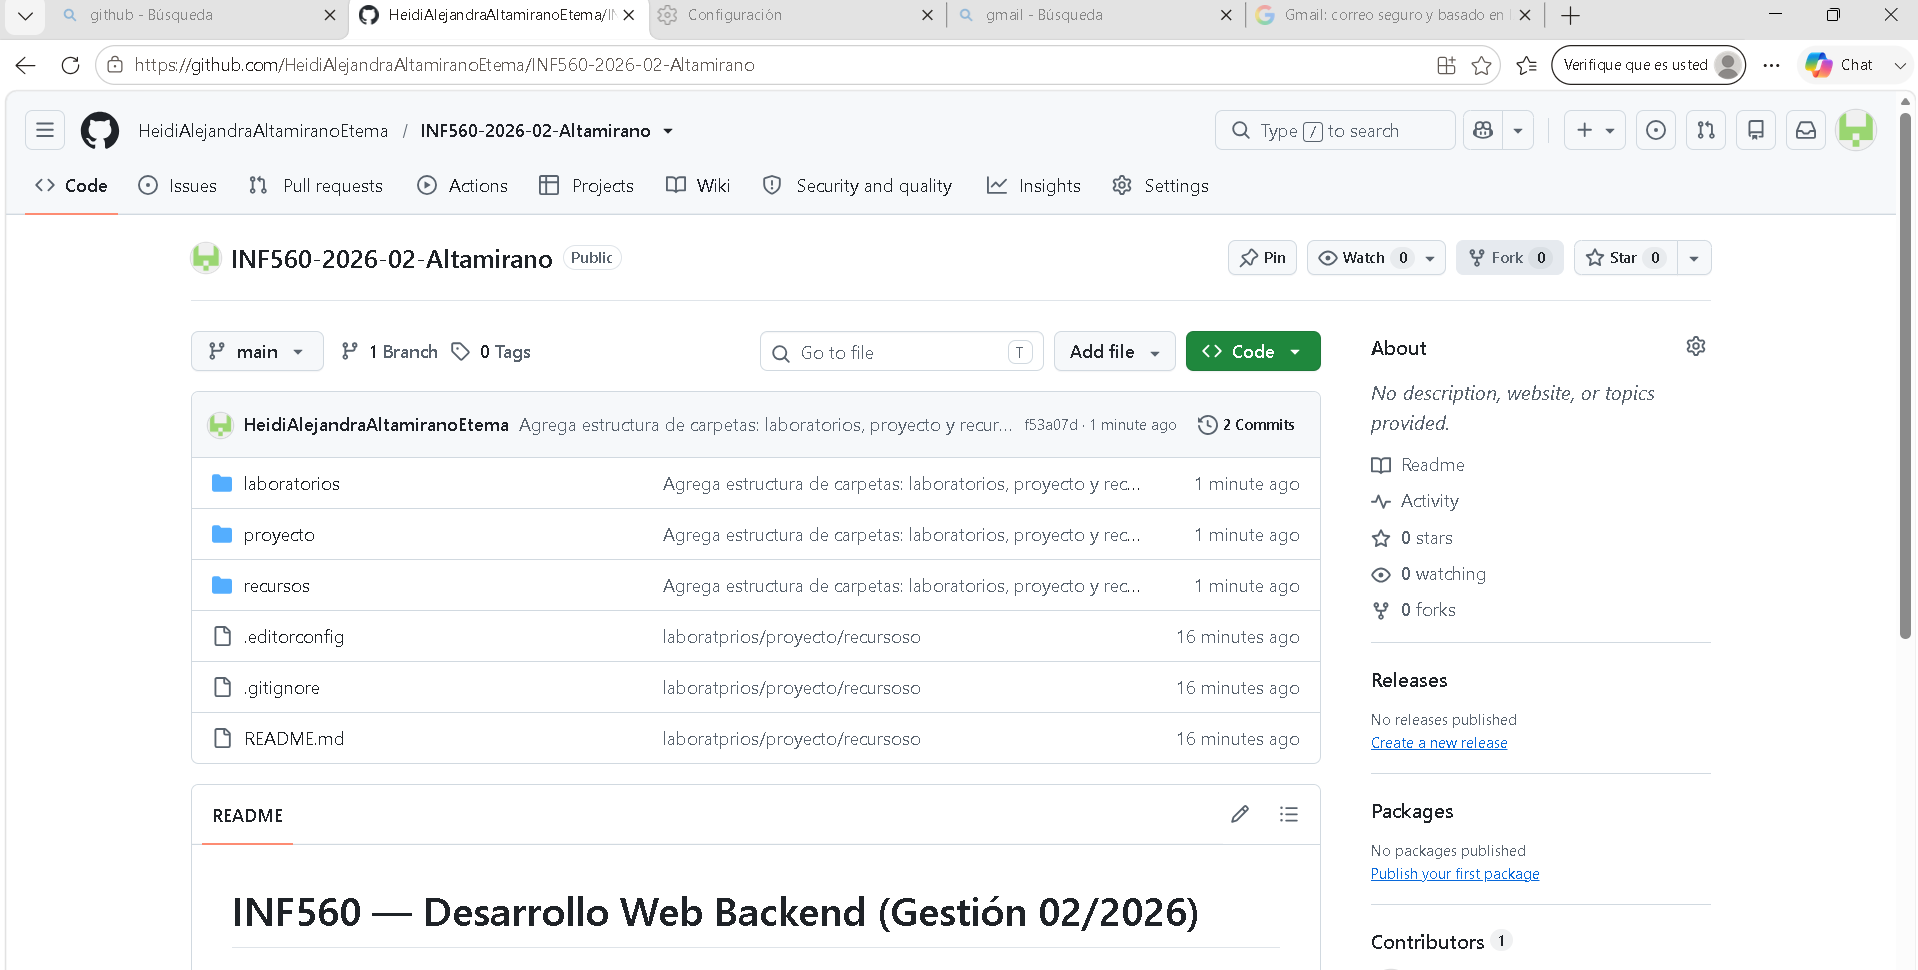 github - Búsqueda
HeidiAlejandraAltamiranoEtema/IN
Configuración
gmail - Búsqueda
Gmail: correo seguro y basado en
https://github.com/HeidiAlejandraAltamiranoEtema/INF560-2026-02-Altamirano
Verifique que es usted
Chat
HeidiAlejandraAltamiranoEtema / INF560-2026-02-Altamirano
Type / to search
Code
Issues
Pull requests
Actions
Projects
Wiki
Security and quality
Insights
Settings
INF560-2026-02-Altamirano
Public
Pin
Watch 0
Fork 0
Star 0
main
1 Branch
0 Tags
Go to file
T
Add file
Code
HeidiAlejandraAltamiranoEtema Agrega estructura de carpetas: laboratorios, proyecto y recur... f53a07d · 1 minute ago 2 Commits
laboratorios Agrega estructura de carpetas: laboratorios, proyecto y rec... 1 minute ago
proyecto Agrega estructura de carpetas: laboratorios, proyecto y rec... 1 minute ago
recursos Agrega estructura de carpetas: laboratorios, proyecto y rec... 1 minute ago
.editorconfig laboratprios/proyecto/recursoso 16 minutes ago
.gitignore laboratprios/proyecto/recursoso 16 minutes ago
README.md laboratprios/proyecto/recursoso 16 minutes ago
README
INF560 — Desarrollo Web Backend (Gestión 02/2026)
About
No description, website, or topics
provided.
Readme
Activity
0 stars
0 watching
0 forks
Releases
No releases published
Create a new release
Packages
No packages published
Publish your first package
Contributors 1